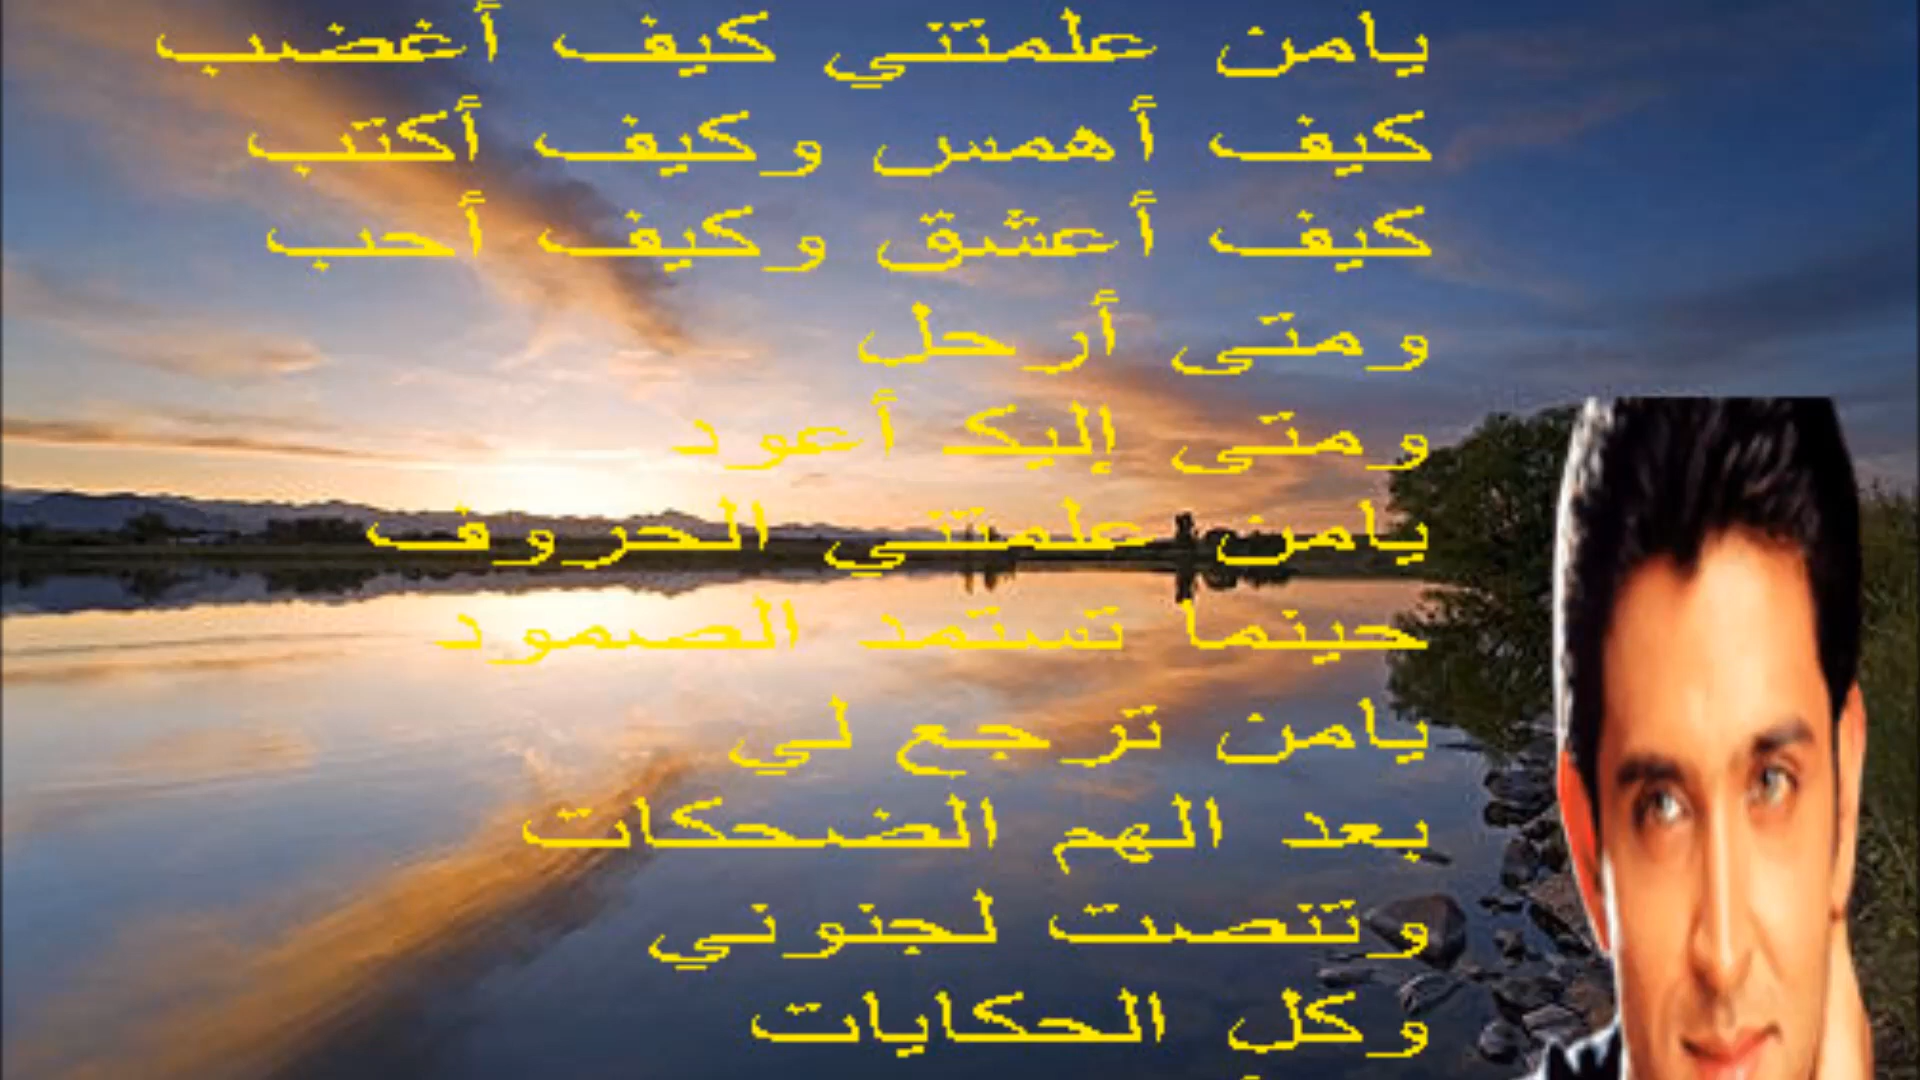 يامن علمتني كيف أغضب
كيف أهمس وكيف أكتب
كيف أعشق وكيف أحب
ومتى أرحل
ومتى إليك أعود
يامن علمتني الحروف
حينما تستمد الصمود
يامن ترجع لي
بعد الهم الضحكات
وتنصت لجنوني
وكل الحكايات